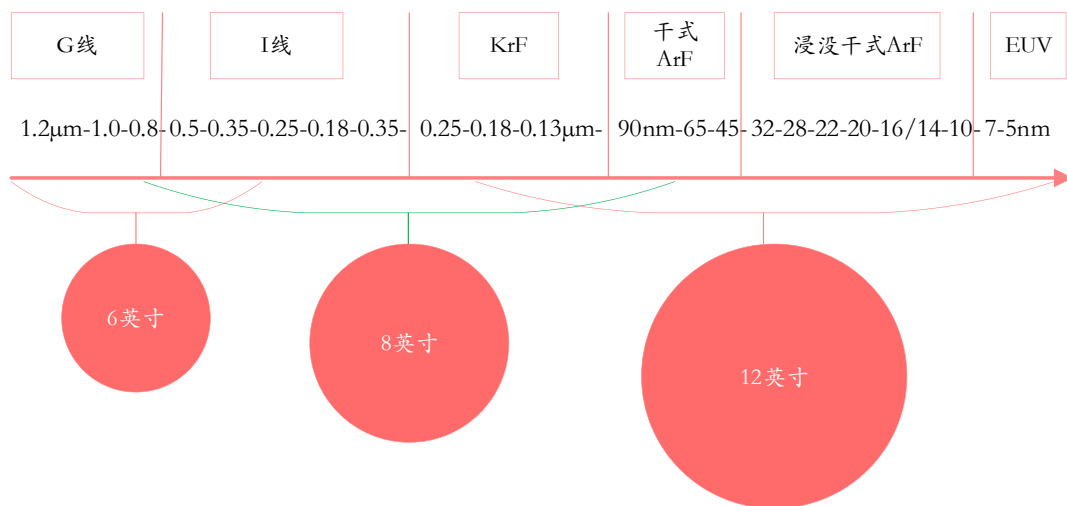 G线
I线
KrF
干式
ArF
浸没干式ArF
EUV
1.2μm-1.0-0.8-0.5-0.35-0.25-0.18-0.35- 0.25-0.18-0.13μm- 90nm-65-45-32-28-22-20-16/14-10-7-5nm
6英寸
8英寸
12英寸